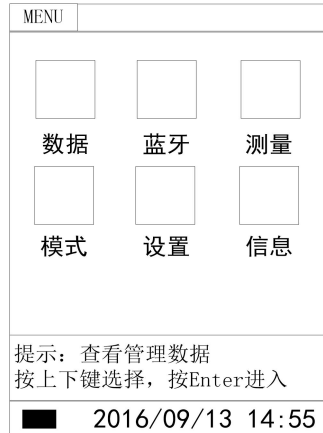 MENU
数据 蓝牙 测量
模式 设置 信息
提示：查看管理数据
按上下键选择，按Enter进入
2016/09/13 14:55